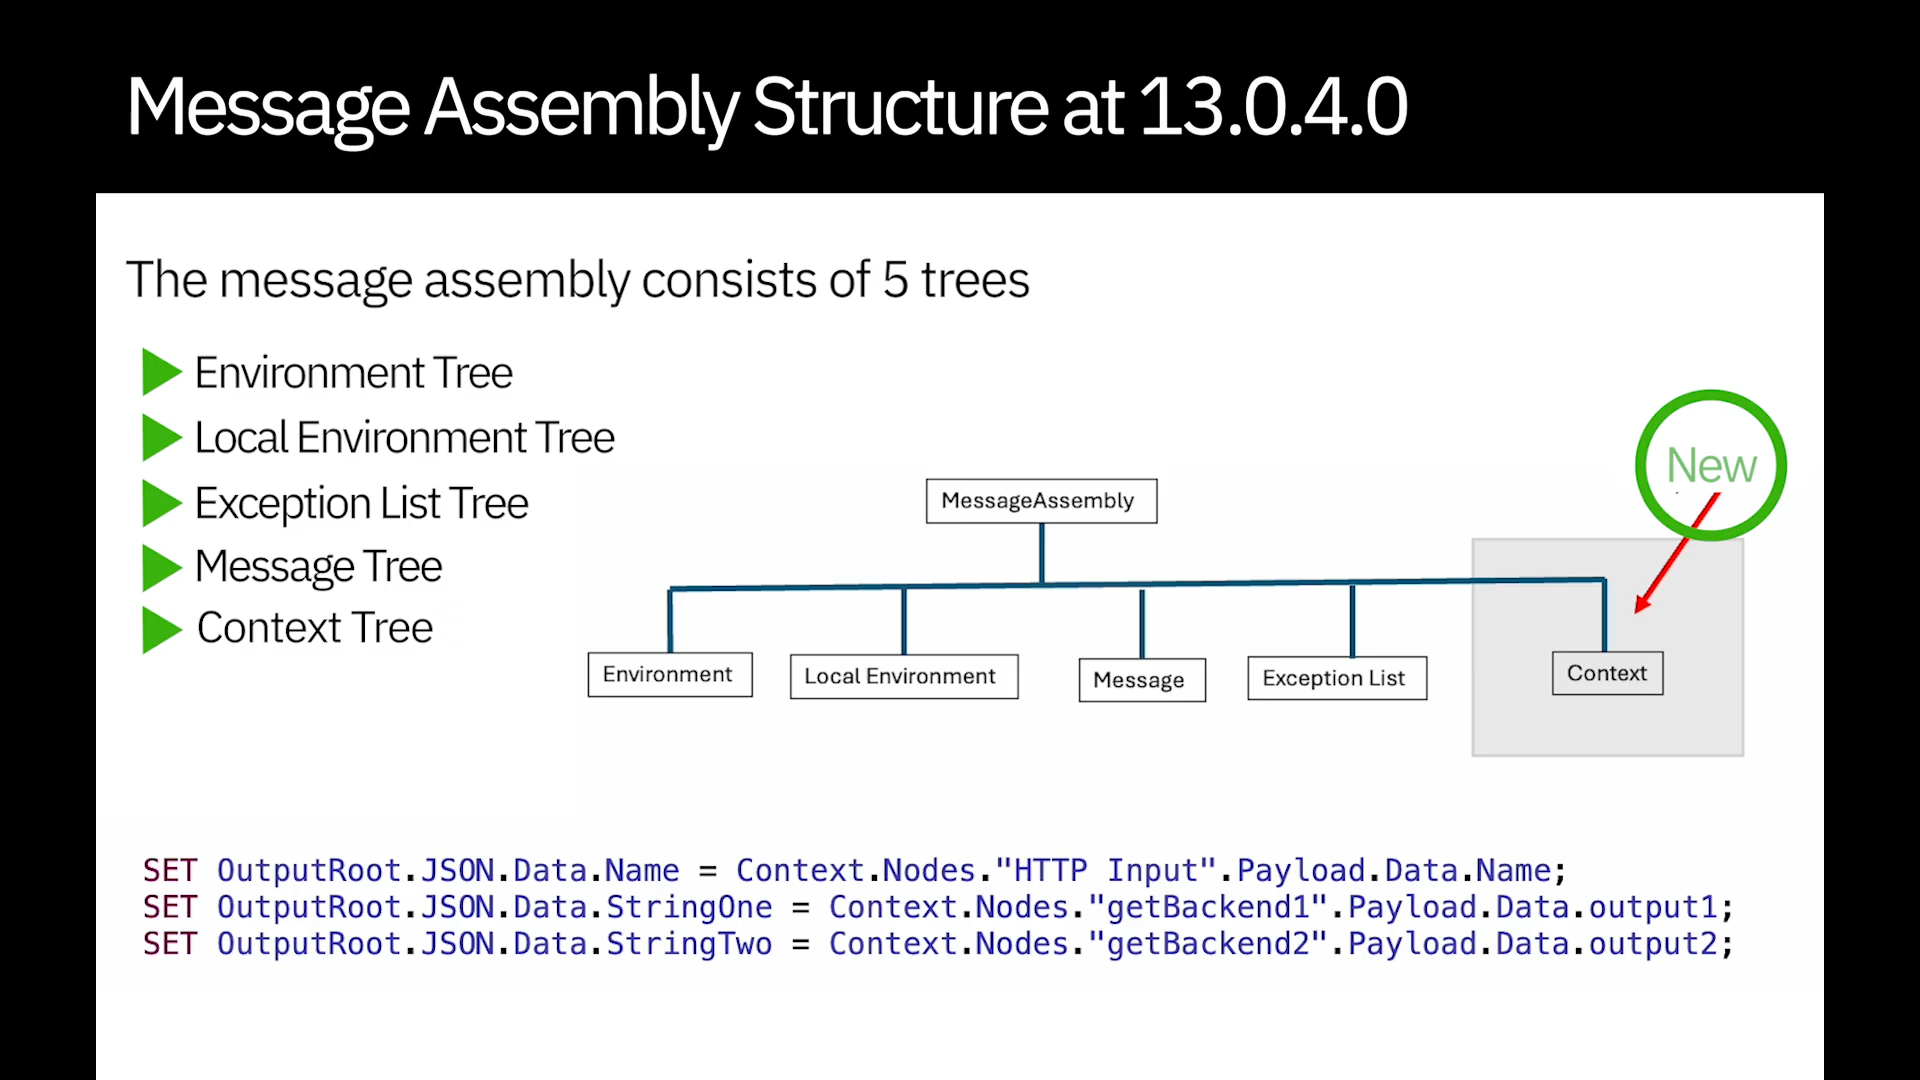 Message Assembly Structure at 13.0.4.0
The message assembly consists of 5 trees
Environment Tree
Local Environment Tree
Exception List Tree
Message Tree
Context Tree
New
MessageAssembly
Environment
Local Environment
Message
Exception List
Context
SET OutputRoot.JSON.Data.Name = Context.Nodes."HTTP Input".Payload.Data.Name;
SET OutputRoot.JSON.Data.StringOne = Context.Nodes."getBackend1".Payload.Data.output1;
SET OutputRoot.JSON.Data.StringTwo = Context.Nodes."getBackend2".Payload.Data.output2;